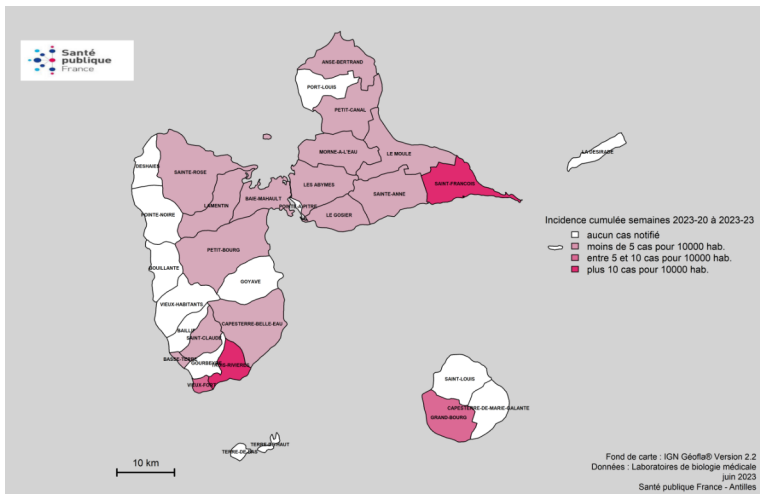 Santé
publique
France
ANSE-BERTRAND
PORT-LOUIS
PETIT-CANAL
MORNE-A-L'EAU
LE MOULE
LA DESIRADE
DESHAIES
SAINTE-ROSE
LES ABYMES
SAINT-FRANCOIS
SAINTE-ANNE
BAIE-MAHAULT
LAMENTIN
POINTE-A-PITRE
POINTE-NOIRE
LE GOSIER
Incidence cumulée semaines 2023-20 à 2023-23
aucun cas notifié
moins de 5 cas pour 10000 hab.
entre 5 et 10 cas pour 10000 hab.
plus 10 cas pour 10000 hab.
PETIT-BOURG
BOUILLANTE
GOYAVE
VIEUX-HABITANTS
CAPESTERRE-BELLE-EAU
BAILLIF
SAINT-CLAUDE
BASSE-TERRE
GOURBEYRE
TROIS-RIVIERES
VIEUX-FORT
SAINT-LOUIS
CAPESTERRE-DE-MARIE-GALANTE
GRAND-BOURG
TERRE-DE-HAUT
TERRE-DE-BAS
10 km
Fond de carte : IGN Géofla® Version 2.2
Données : Laboratoires de biologie médicale
juin 2023
Santé publique France - Antilles